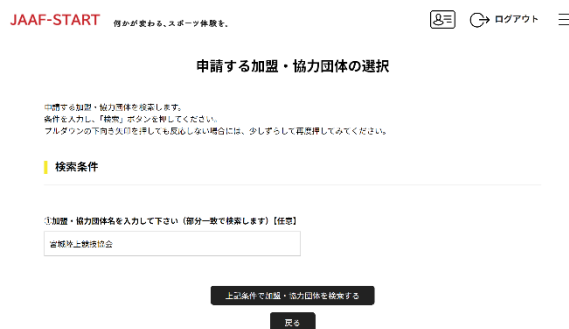 JAAF-START 何かが変わる、スポーツ体験を。 ログアウト
申請する加盟・協力団体の選択
申請する加盟・協力団体を検索します。
条件を入力し、「検索」ボタンを押してください。
プルダウンの下向き矢印を押しても反応しない場合には、少しずらして再度押してみてください。
検索条件
①加盟・協力団体名を入力して下さい（部分一致で検索します）【任意】
宮城陸上競技協会
上記条件で加盟・協力団体を検索する
戻る